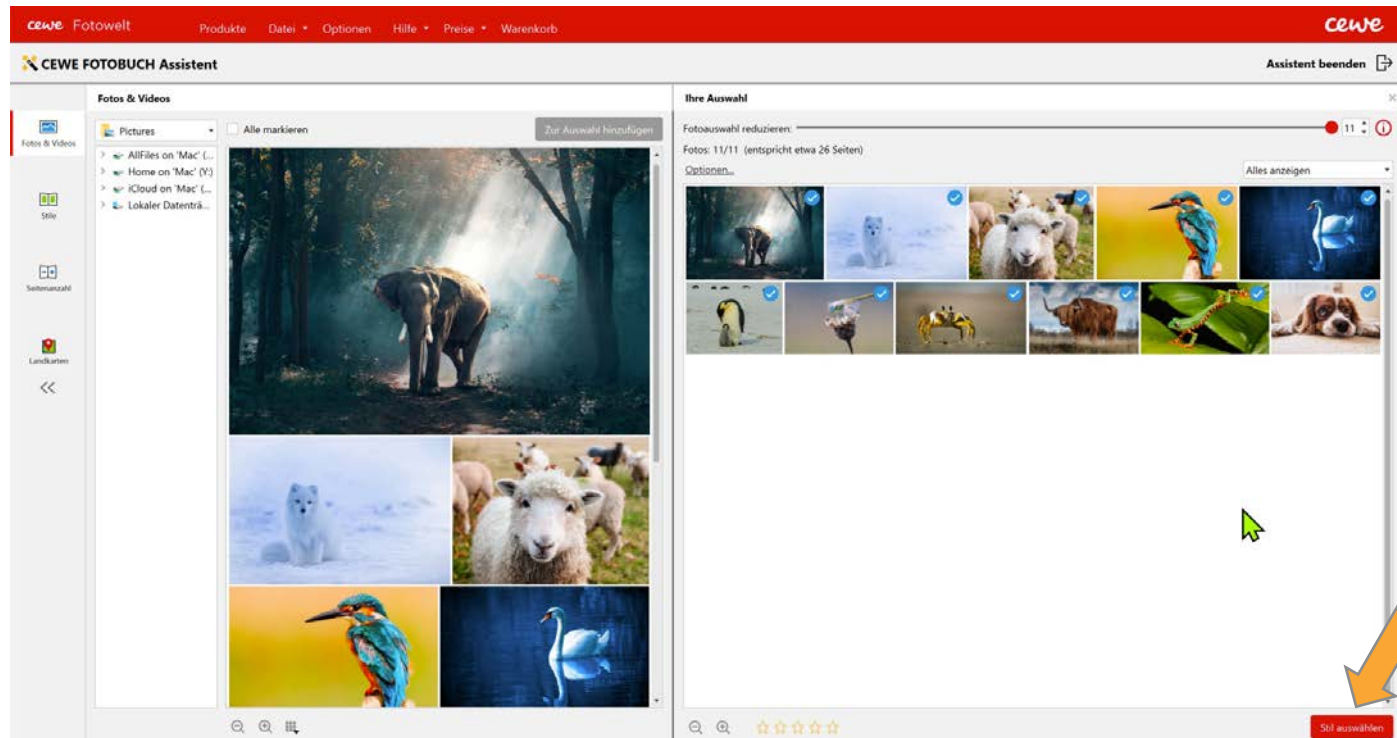 cewe Fotowelt Produkte Datei Optionen Hilfe Preise Warenkorb cewe
CEWE FOTOBUCH Assistent Assistent beenden
Fotos & Videos Ihre Auswahl
Fotos & Videos
Stile
Seitenanzahl
Landkarten
Pictures Alle markieren Zur Auswahl hinzufügen
AllFiles on 'Mac' (...
Home on 'Mac' (Y:)
iCloud on 'Mac' (...
Lokaler Datenträ...
Fotoauswahl reduzieren: 11
Fotos: 11/11 (entspricht etwa 26 Seiten)
Optionen... Alles anzeigen
Stil auswählen